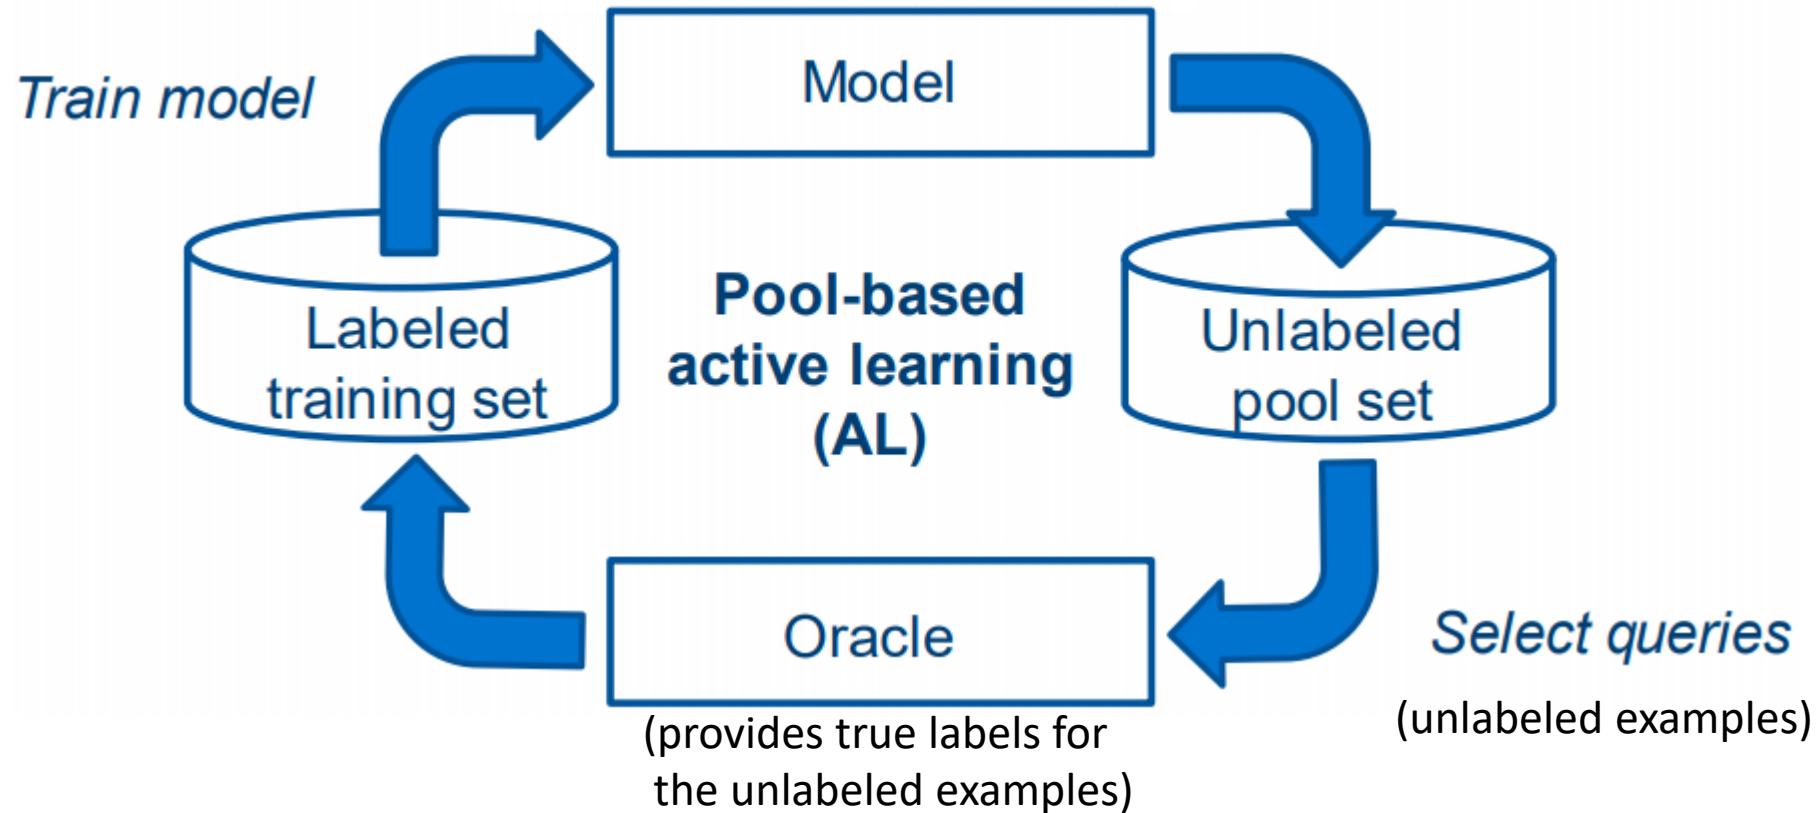 Train model
Model
Labeled
training set
Pool-based
active learning
(AL)
Unlabeled
pool set
Oracle
Select queries
(provides true labels for
the unlabeled examples)
(unlabeled examples)